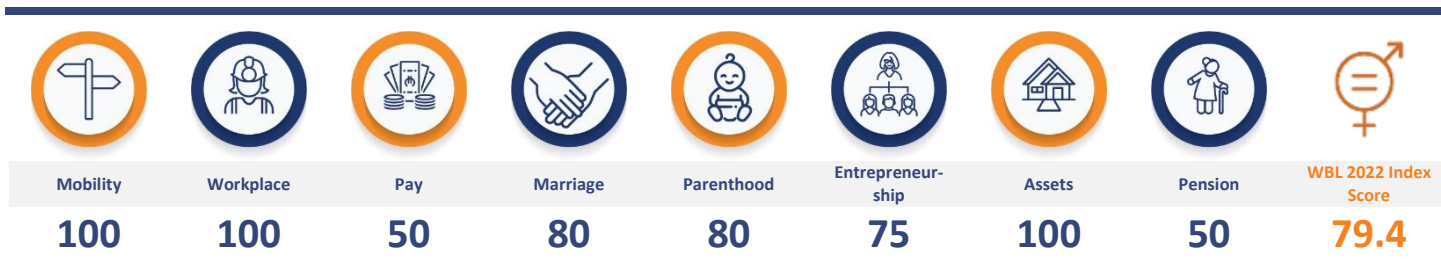 Mobility
Workplace
Pay
Marriage
Parenthood
Entrepreneur-
ship
Assets
Pension
WBL 2022 Index
Score
100
100
50
80
80
75
100
50
79.4